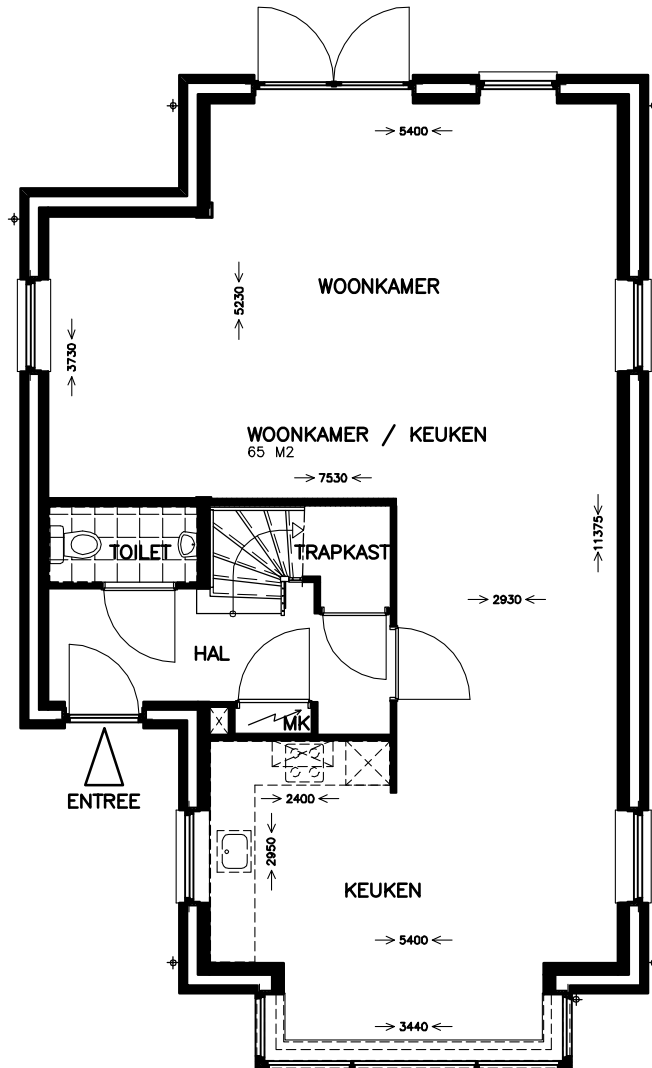 5400
WOONKAMER
5230
3730
WOONKAMER / KEUKEN
65 M2
7530
11375
TOILET
TRAPKAST
2930
HAL
MK
ENTREE
2400
2950
KEUKEN
5400
3440